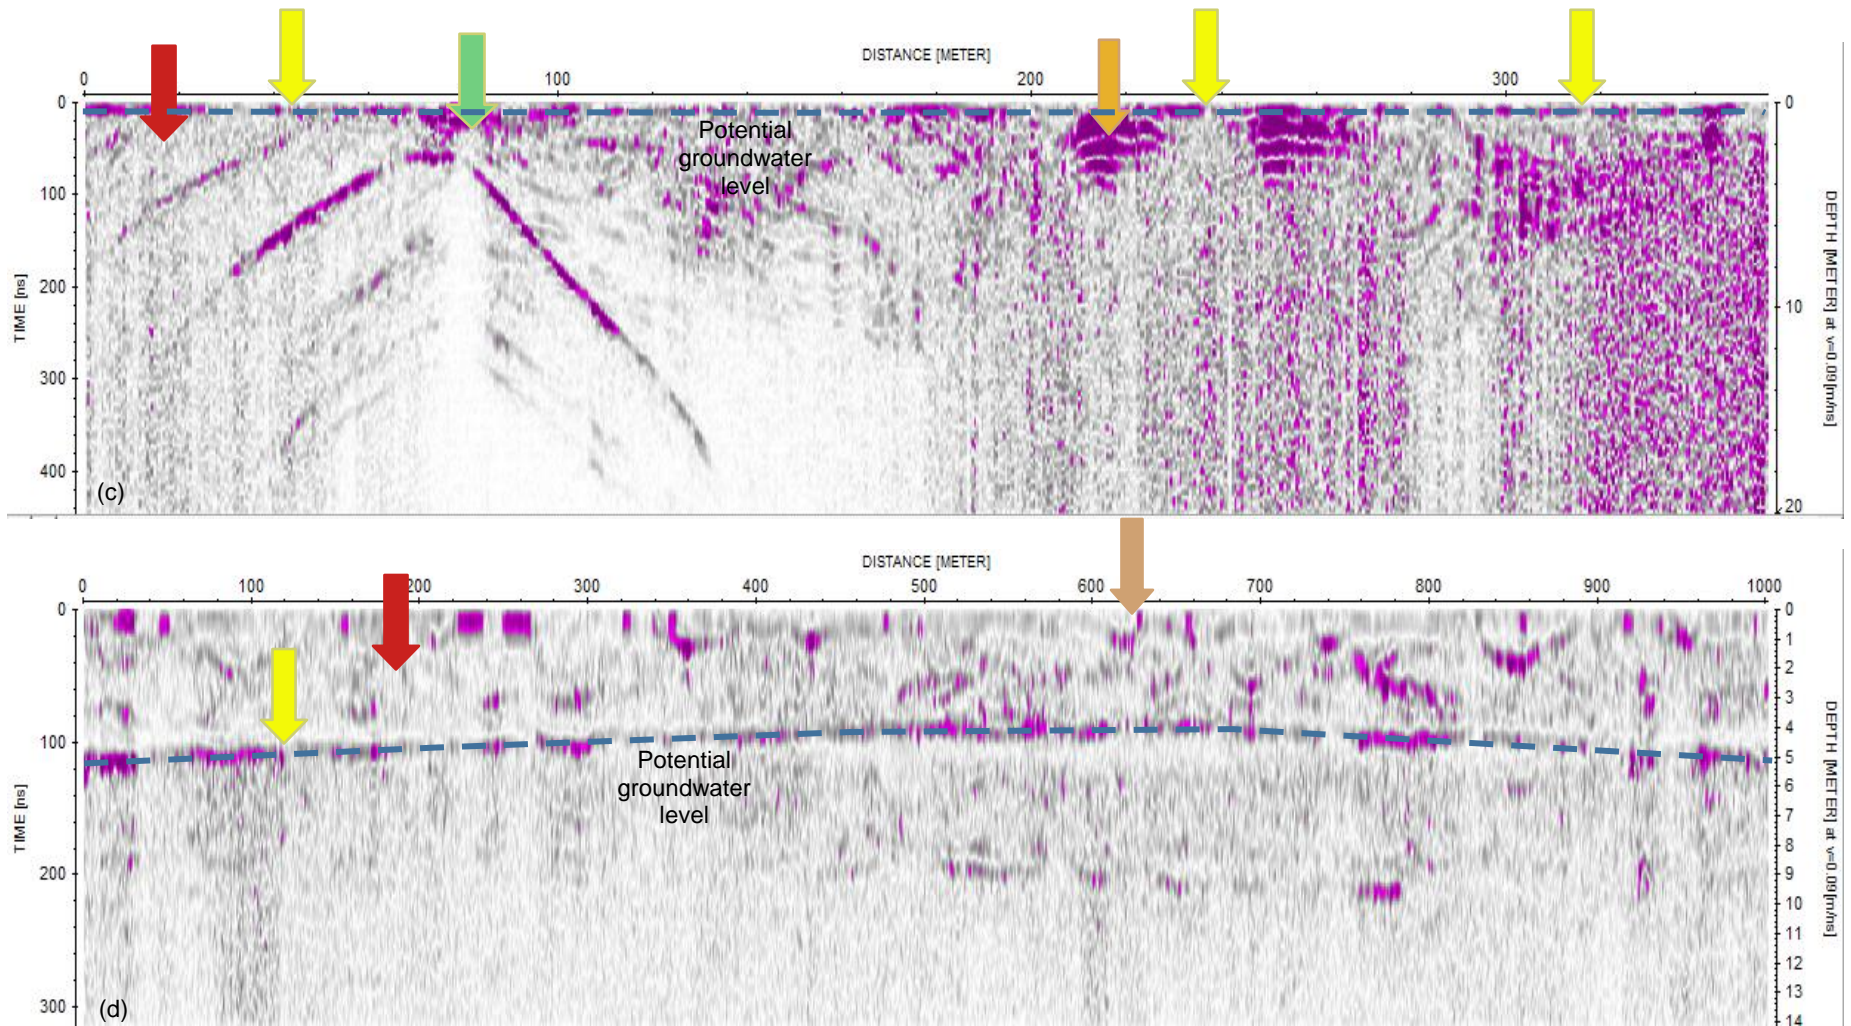 DISTANCE [METER]
0 100 200 300
0
100
200
300
400
TIME [ns]
Potential
groundwater
level
0
10
20
DEPTH [METER] at v=0.09[m/ns]
(c)
DISTANCE [METER]
0 100 200 300 400 500 600 700 800 900 1000
0
100
200
300
TIME [ns]
Potential
groundwater
level
0
1
2
3
4
5
6
7
8
9
10
11
12
13
14
DEPTH [METER] at v=0.09[m/ns]
(d)